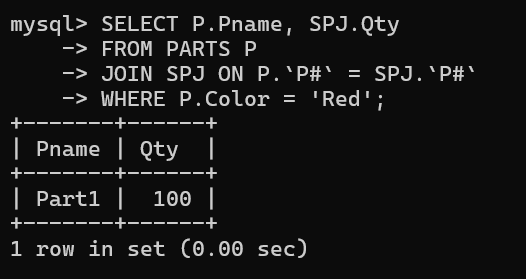 mysql> SELECT P.Pname, SPJ.Qty
    -> FROM PARTS P
    -> JOIN SPJ ON P.`P#` = SPJ.`P#`
    -> WHERE P.Color = 'Red';
+-------+------+
| Pname | Qty  |
+-------+------+
| Part1 |  100 |
+-------+------+
1 row in set (0.00 sec)